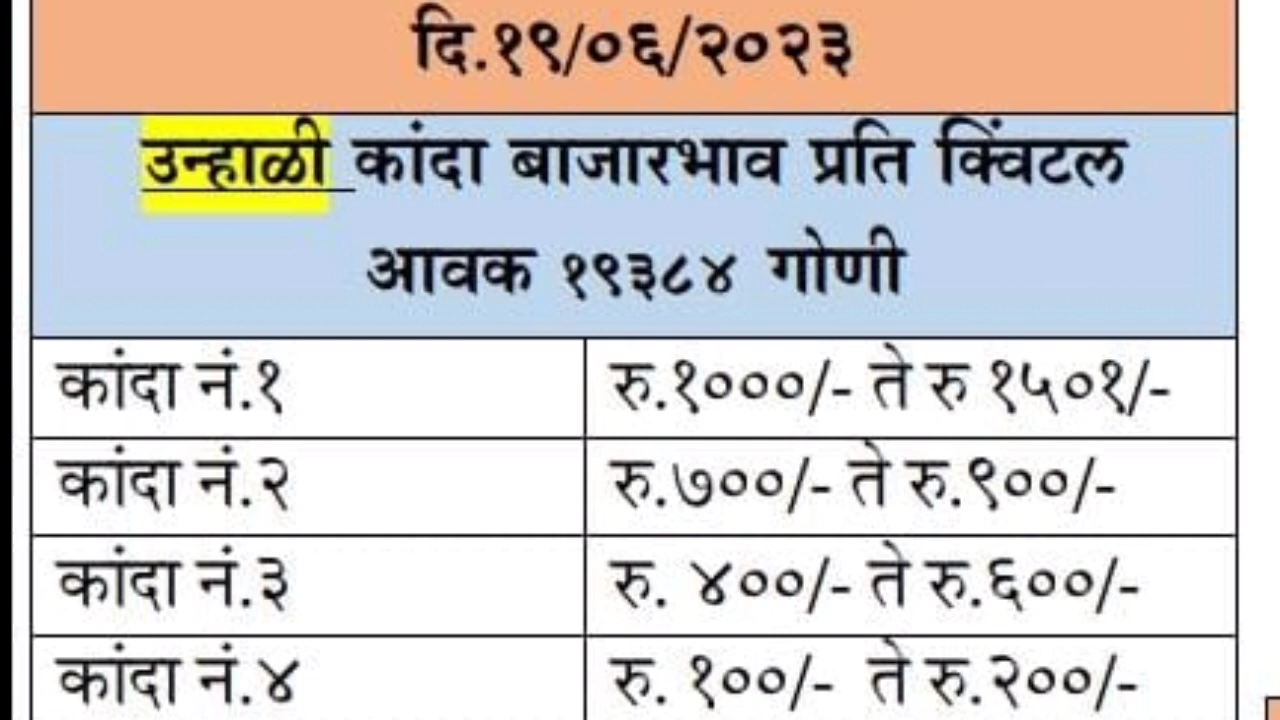 दि.१९/०६/२०२३
उन्हाळी कांदा बाजारभाव प्रति क्विंटल
आवक १९३८४ गोणी
कांदा नं.१ रु.१०००/- ते रु १५०१/-
कांदा नं.२ रु.७००/- ते रु.९००/-
कांदा नं.३ रु. ४००/- ते रु.६००/-
कांदा नं.४ रु. १००/- ते रु.२००/-